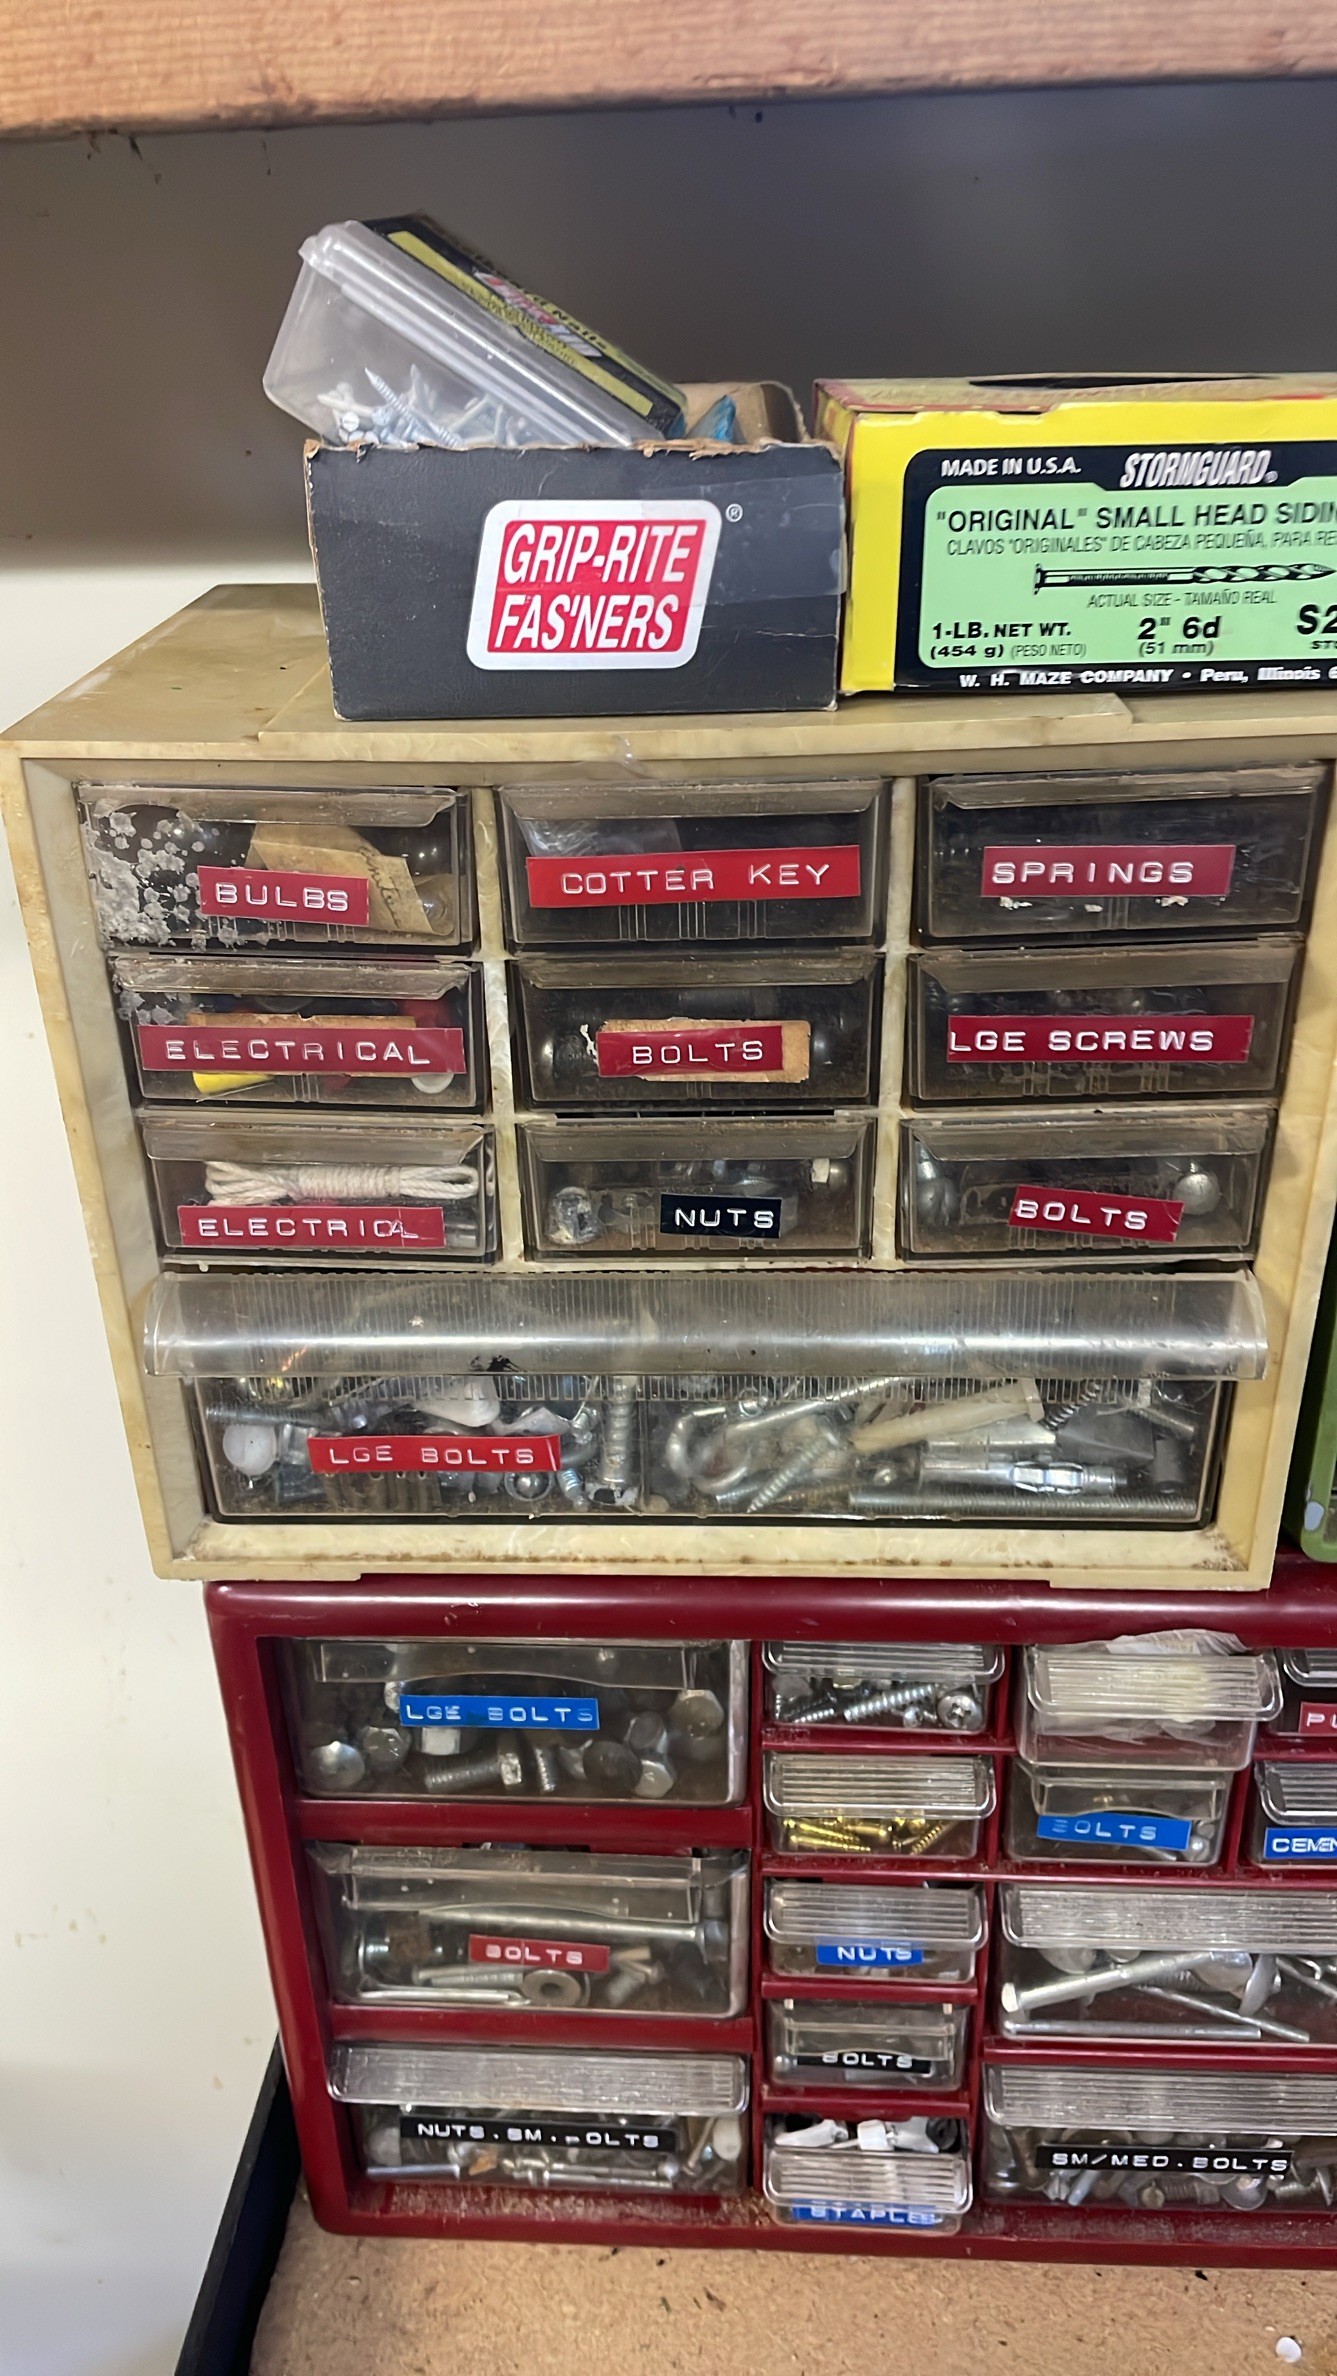 GRIP-RITE
FAS'NERS
®
MADE IN U.S.A. STORMGUARD®
"ORIGINAL" SMALL HEAD
CLAVOS "ORIGINALES" DE CABEZA PEQUEÑA, PARA
ACTUAL SIZE - TAMAÑO REAL
1-LB. NET WT. 2" 6d
(454 g) (PESO NETO) (51 mm)
W. H. MAZE COMPANY • Peru, Illinois
BULBS
COTTER KEY
SPRINGS
ELECTRICAL
BOLTS
LGE SCREWS
ELECTRICL
NUTS
BOLTS
LGE BOLTS
LGE BOLTS
BOLTS
BOLTS
NUTS
BOLTS
NUTS.SM.BOLTS
SM/MED.BOLTS
STAPLES